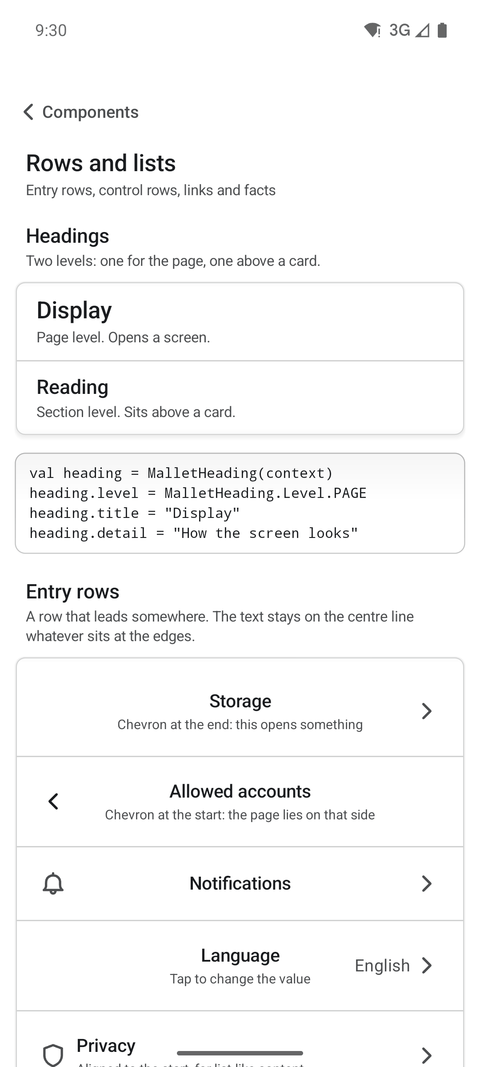 9:30
3G
Components
Rows and lists
Entry rows, control rows, links and facts
Headings
Two levels: one for the page, one above a card.
Display
Page level. Opens a screen.
Reading
Section level. Sits above a card.
val heading = MalletHeading(context)
heading.level = MalletHeading.Level.PAGE
heading.title = "Display"
heading.detail = "How the screen looks"
Entry rows
A row that leads somewhere. The text stays on the centre line
whatever sits at the edges.
Storage
Chevron at the end: this opens something
Allowed accounts
Chevron at the start: the page lies on that side
Notifications
Language
English
Tap to change the value
Privacy